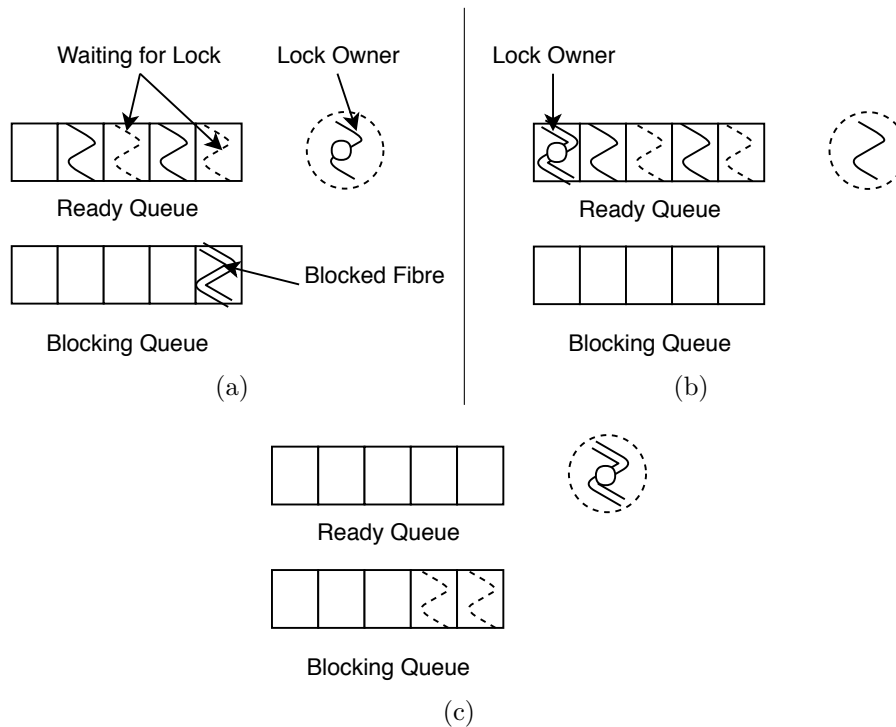 Waiting for Lock
Lock Owner
Ready Queue
Blocked Fibre
Blocking Queue
(a)
Lock Owner
Ready Queue
Blocking Queue
(b)
Ready Queue
Blocking Queue
(c)